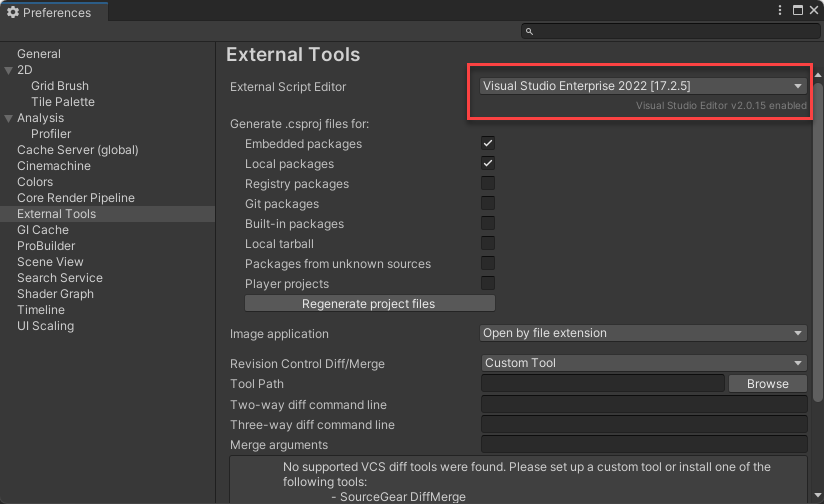 Preferences
General
2D
Grid Brush
Tile Palette
Analysis
Profiler
Cache Server (global)
Cinemachine
Colors
Core Render Pipeline
External Tools
GI Cache
ProBuilder
Scene View
Search Service
Shader Graph
Timeline
UI Scaling
External Tools
External Script Editor
Visual Studio Enterprise 2022 [17.2.5]
Visual Studio Editor v2.0.15 enabled
Generate .csproj files for:
Embedded packages
Local packages
Registry packages
Git packages
Built-in packages
Local tarball
Packages from unknown sources
Player projects
Regenerate project files
Image application
Open by file extension
Revision Control Diff/Merge
Custom Tool
Tool Path
Browse
Two-way diff command line
Three-way diff command line
Merge arguments
No supported VCS diff tools were found. Please set up a custom tool or install one of the
following tools:
- SourceGear DiffMerge